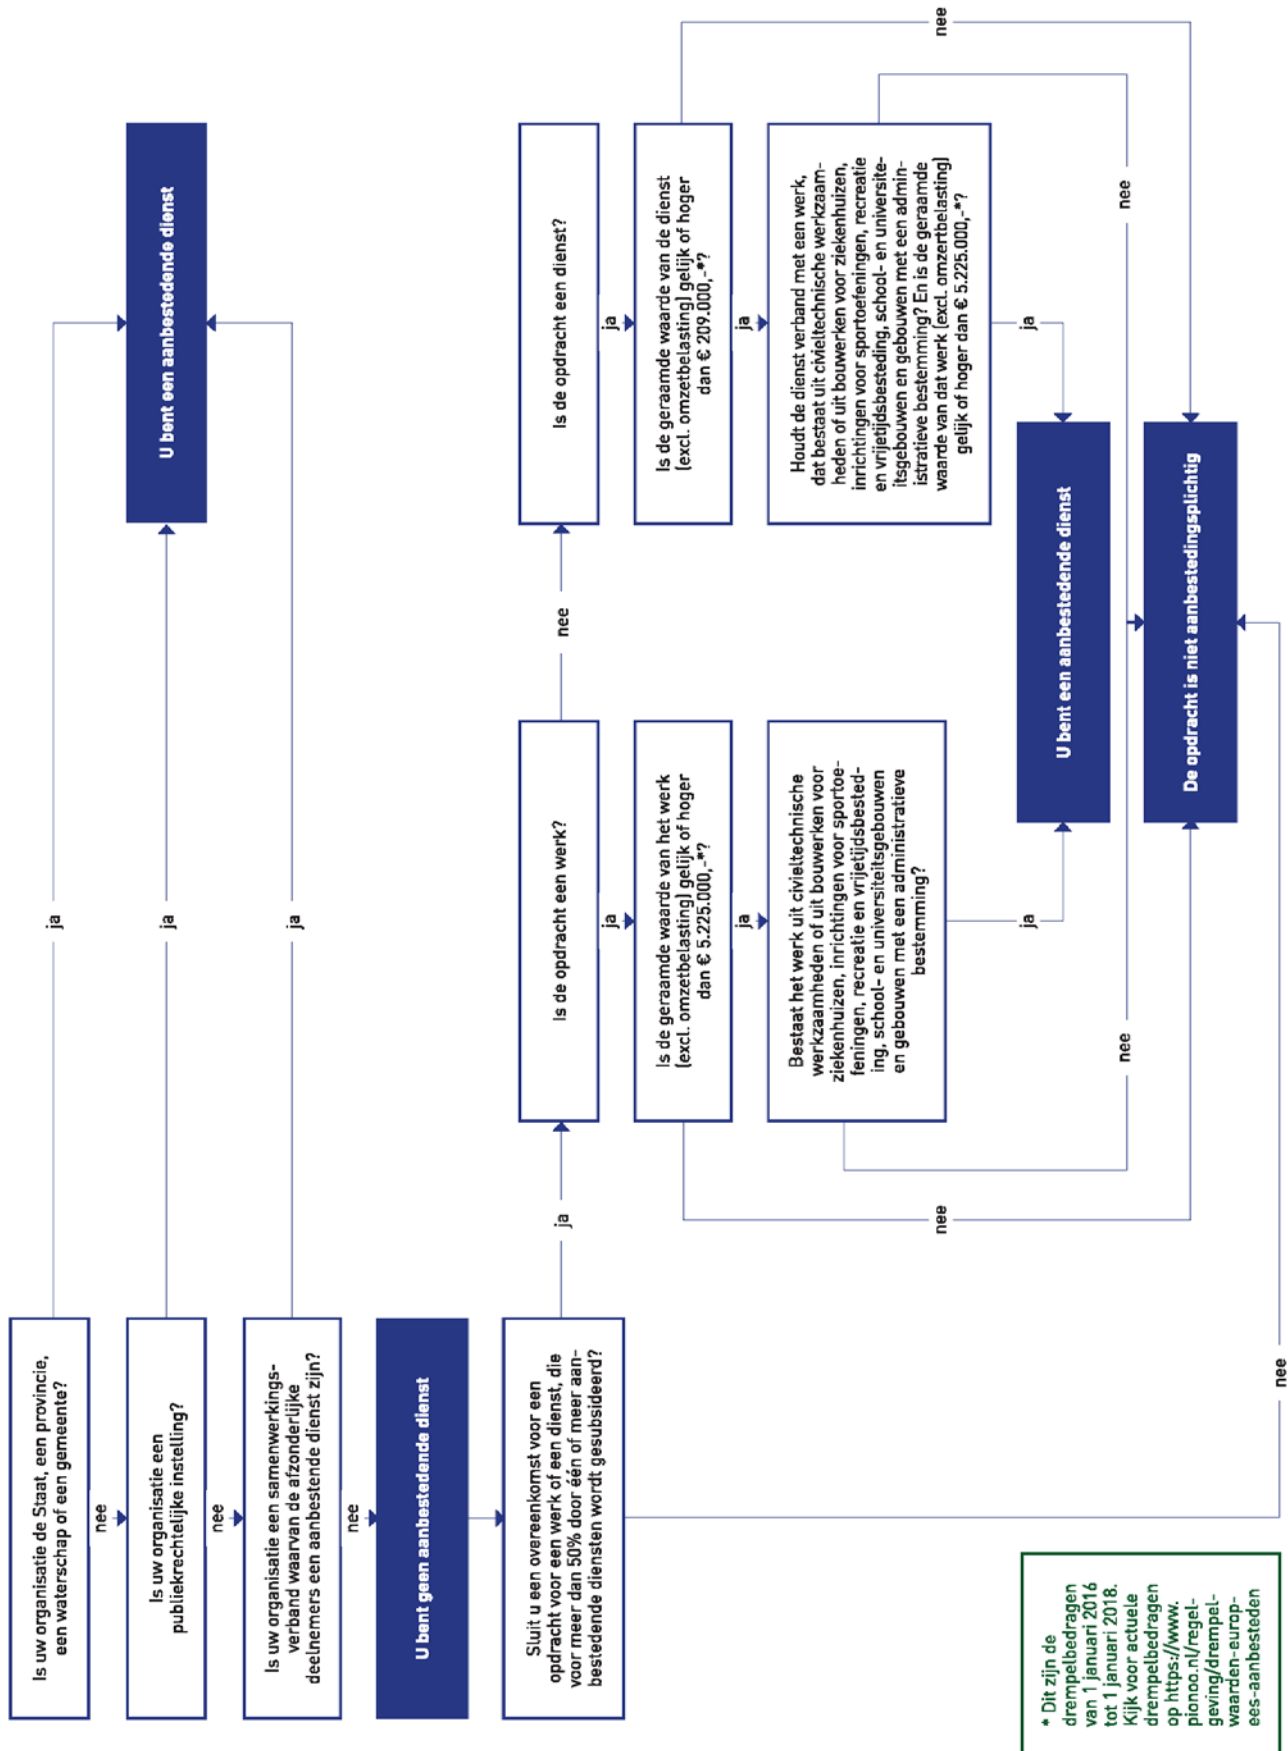 Is uw organisatie de Staat, een provincie,
een waterschap of een gemeente?
ja
nee
Is uw organisatie een
publiekrechtelijke instelling?
ja
nee
Is uw organisatie een samenwerkings-
verband waarvan de afzonderlijke
deelnemers een aanbestende dienst zijn?
ja
nee
U bent een aanbestedende dienst
U bent geen aanbestedende dienst
Sluit u een overeenkomst voor een
opdracht voor een werk of een dienst, die
voor meer dan 50% door één of meer aan-
bestedende diensten wordt gesubsideerd?
ja
nee
Is de opdracht een werk?
nee
ja
Is de geraamde waarde van het werk
(excl. omzetbelasting) gelijk of hoger
dan € 5.225.000,-*?
nee
ja
Bestaat het werk uit civieltechnische
werkzaamheden of uit bouwerken voor
ziekenhuizen, inrichtingen voor sportoe-
feningen, recreatie en vrijetijdsbested-
ing, school- en universiteitsgebouwen
en gebouwen met een administratieve
bestemming?
nee
ja
Is de opdracht een dienst?
ja
Is de geraamde waarde van de dienst
(excl. omzetbelasting) gelijk of hoger
dan € 209.000,-*?
nee
ja
Houdt de dienst verband met een werk,
dat bestaat uit civieltechnische werkzaam-
heden of uit bouwerken voor ziekenhuizen,
inrichtingen voor sportoefeningen, recreatie
en vrijetijdsbesteding, school- en universite-
itsgebouwen en gebouwen met een admin-
istratieve bestemming? En is de geraamde
waarde van dat werk (excl. omzertbelasting)
gelijk of hoger dan € 5.225.000,-*?
nee
ja
U bent een aanbestedende dienst
De opdracht is niet aanbestedingsplichtig
* Dit zijn de
drempelbedragen
van 1 januari 2016
tot 1 januari 2018.
Kijk voor actuele
drempelbedragen
op https://www.
pionoo.nl/regel-
geving/drempel-
waarden-europ-
ees-aanbesteden